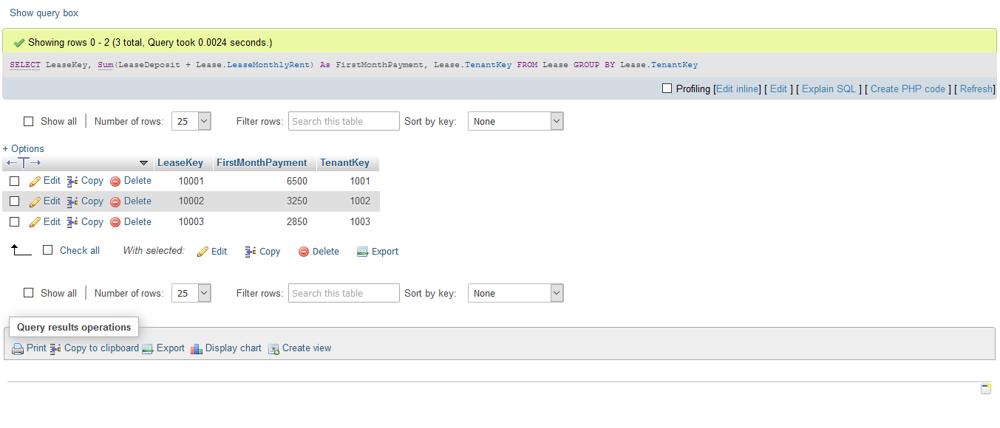 Show query box
Showing rows 0 - 2 (3 total, Query took 0.0024 seconds.)
SELECT LeaseKey, Sum(LeaseDeposit + Lease.LeaseMonthlyRent) As FirstMonthPayment, Lease.TenantKey FROM Lease GROUP BY Lease.TenantKey
Profiling [Edit inline] [ Edit ] [ Explain SQL ] [ Create PHP code ] [ Refresh]
Show all Number of rows: 25 Filter rows: Search this table Sort by key: None
+ Options
←T→ LeaseKey FirstMonthPayment TenantKey
Edit Copy Delete 10001 6500 1001
Edit Copy Delete 10002 3250 1002
Edit Copy Delete 10003 2850 1003
Check all With selected: Edit Copy Delete Export
Show all Number of rows: 25 Filter rows: Search this table Sort by key: None
Query results operations
Print Copy to clipboard Export Display chart Create view